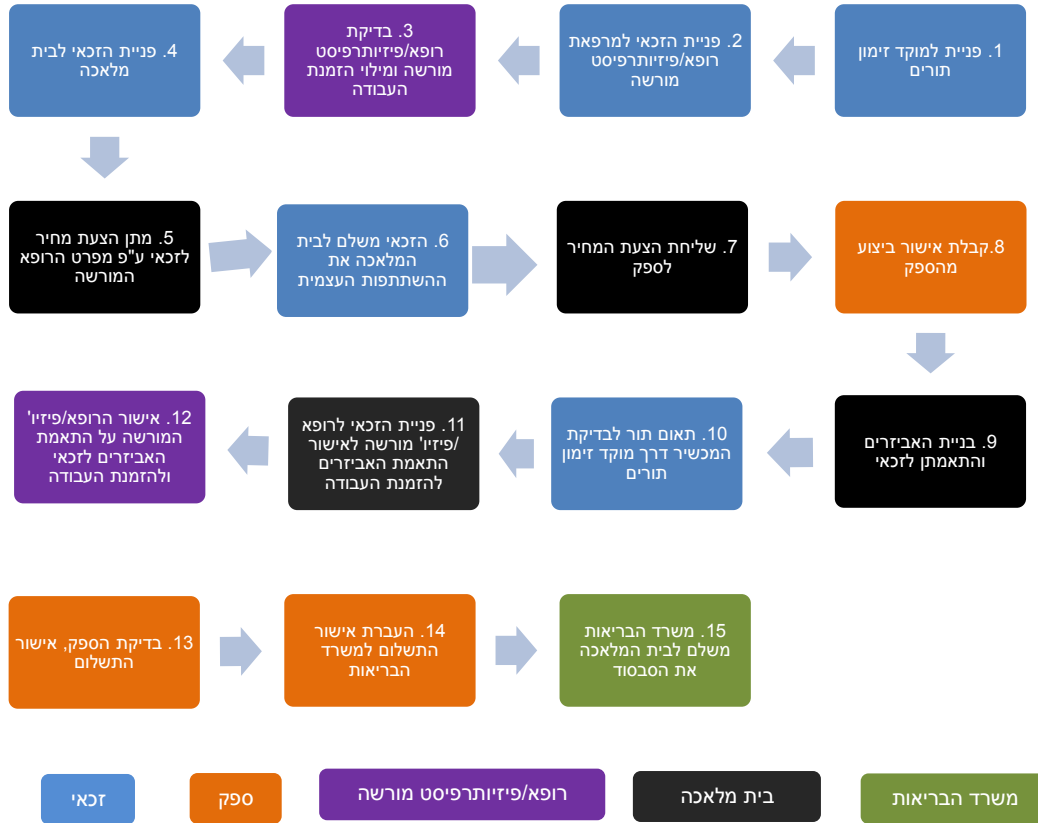 1. פניית למוקד זימון
תורים
2. פניית הזכאי למרפאת
רופא/פיזיותרפיסט
מורשה
3. בדיקת
רופא/פיזיותרפיסט
מורשה ומילוי הזמנת
העבודה
4. פניית הזכאי לבית
מלאכה
5. מתן הצעת מחיר
לזכאי ע"פ מפרט הרופא
המורשה
6. הזכאי משלם לבית
המלאכה את
ההשתתפות העצמית
7. שליחת הצעת המחיר
לספק
8.קבלת אישור ביצוע
מהספק
9. בניית האביזרים
והתאמתן לזכאי
10. תאום תור לבדיקת
המכשיר דרך מוקד זימון
תורים
11. פניית הזכאי לרופא
/פיזיו' מורשה לאישור
התאמת האביזרים
להזמנת העבודה
12. אישור הרופא/פיזיו'
המורשה על התאמת
האביזרים לזכאי
ולהזמנת העבודה
13. בדיקת הספק, אישור
התשלום
14. העברת אישור
התשלום למשרד
הבריאות
15. משרד הבריאות
משלם לבית המלאכה
את הסבסוד
משרד הבריאות
בית מלאכה
רופא/פיזיותרפיסט מורשה
ספק
זכאי